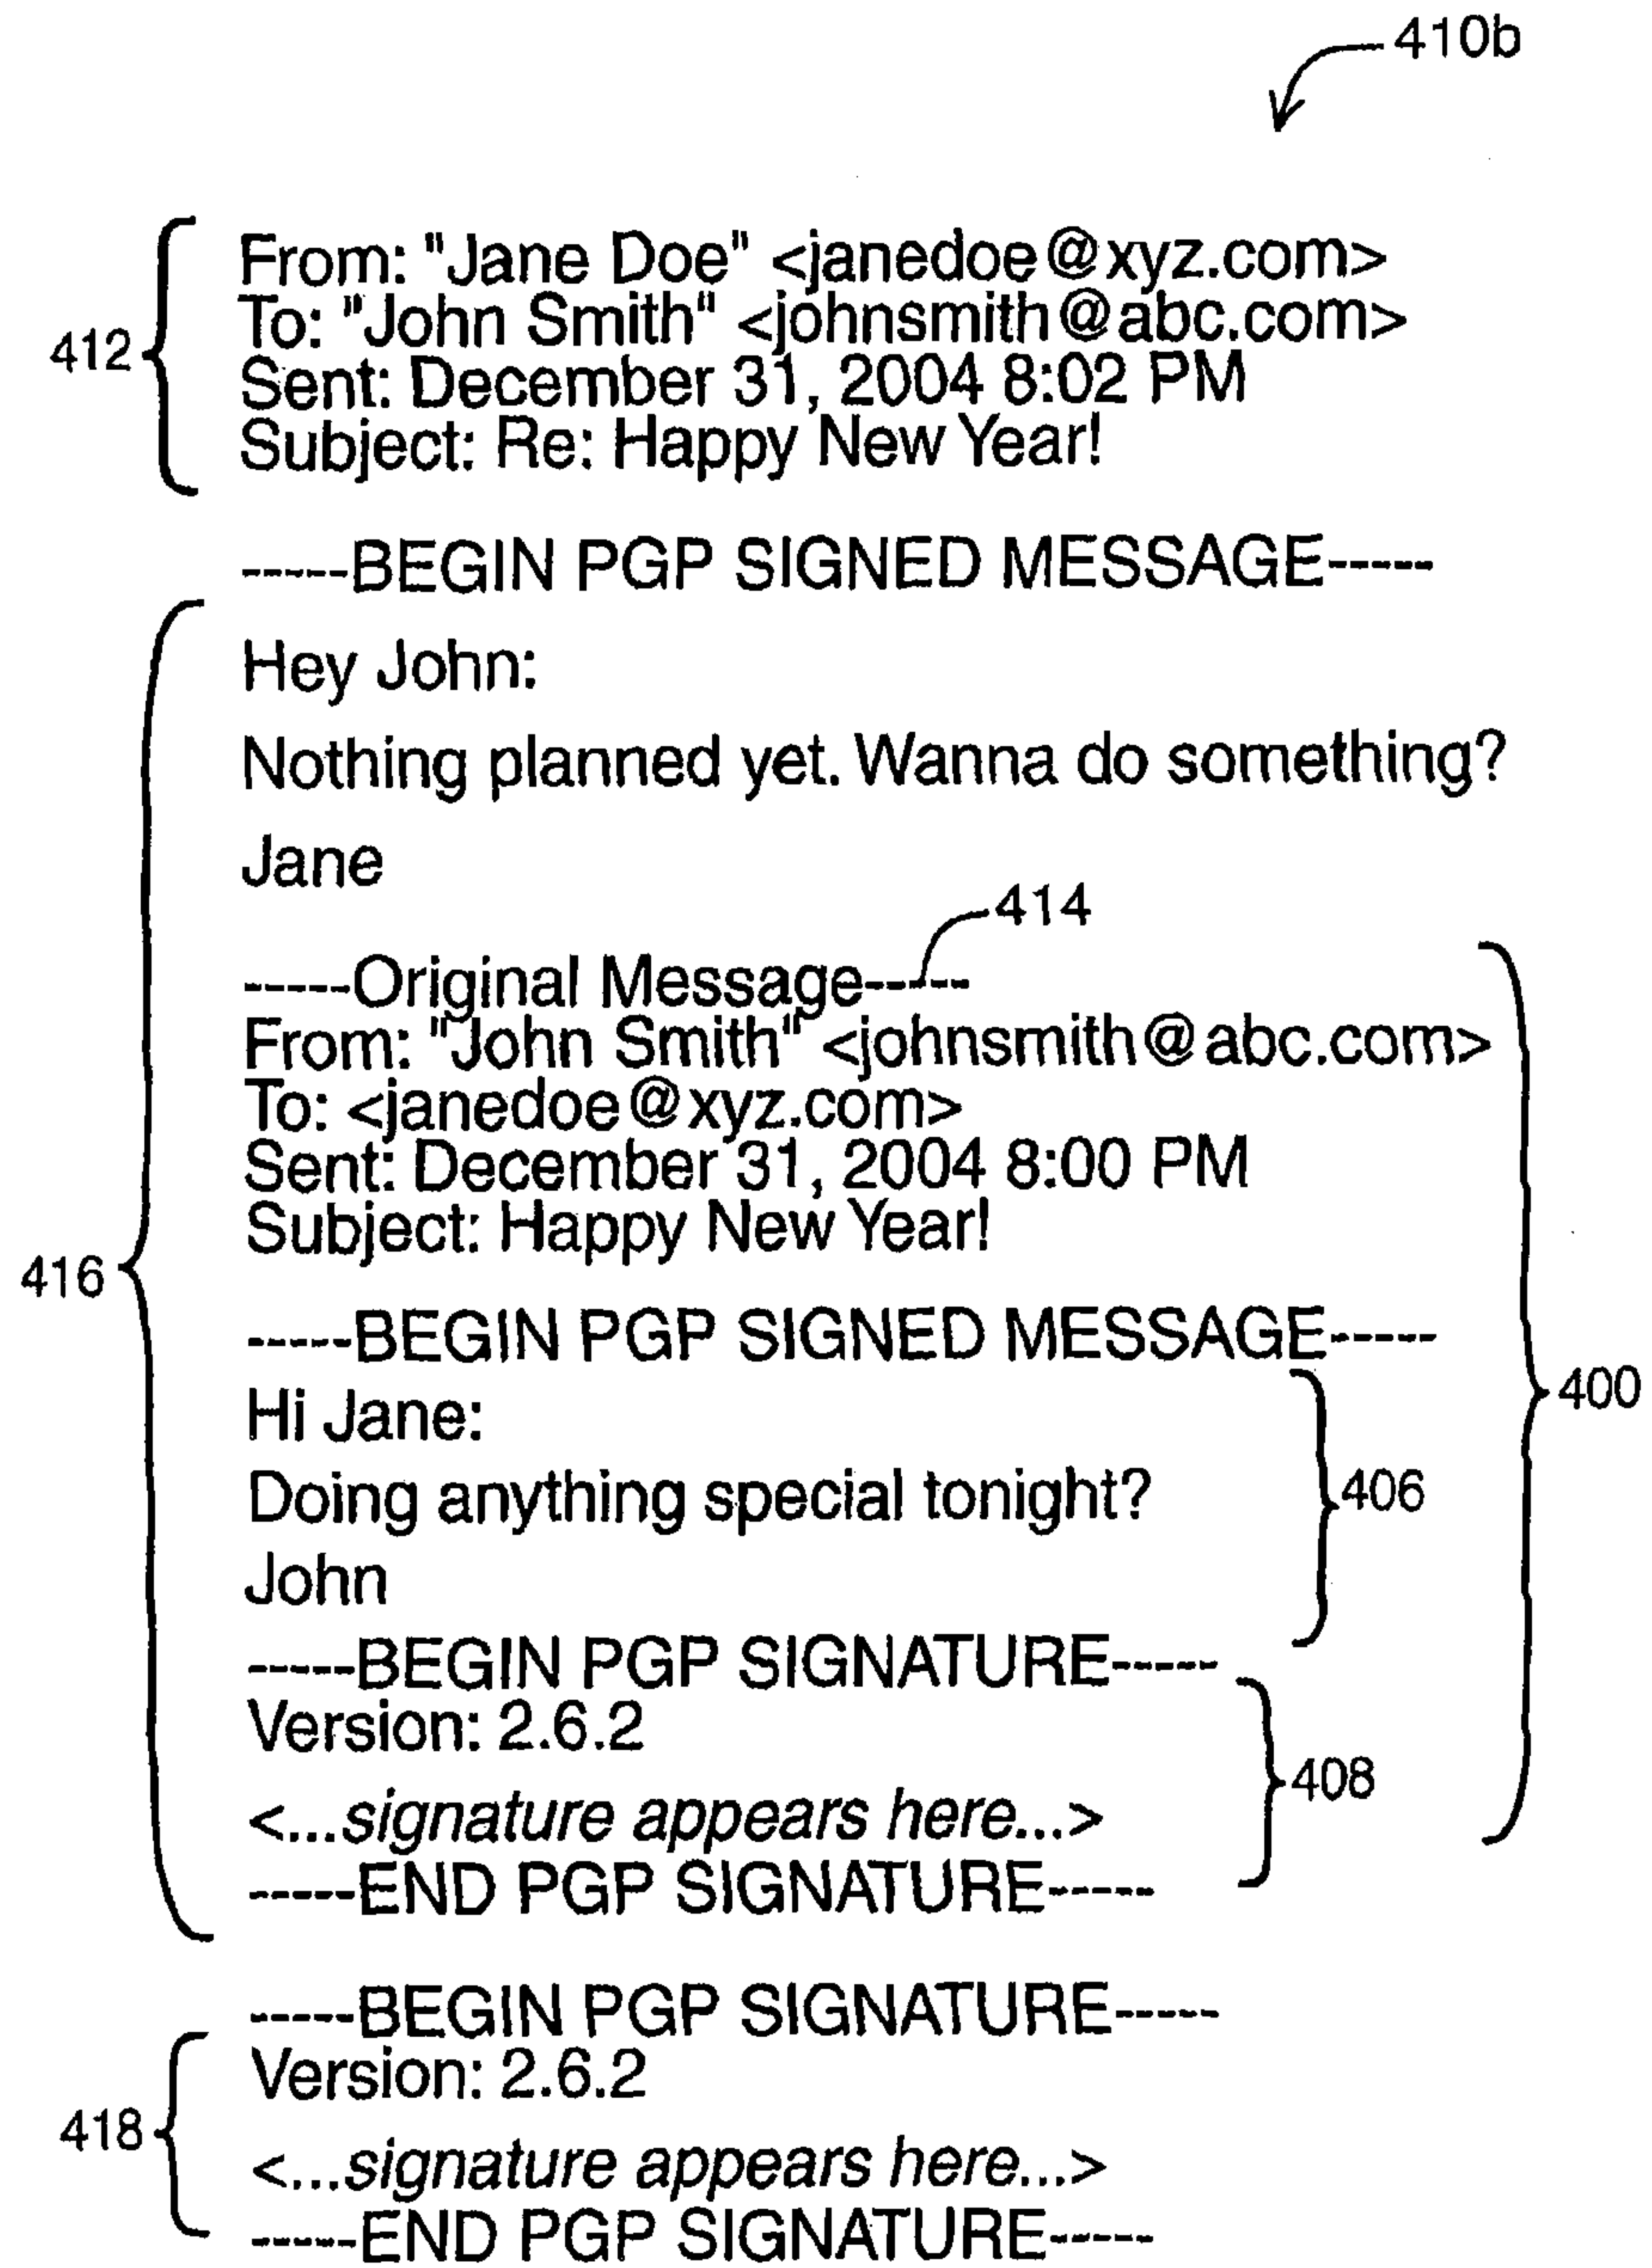 410b
From: "Jane Doe" <janedoe@xyz.com>
To: "John Smith" <johnsmith@abc.com>
412
Sent: December 31, 2004 8:02 PM
Subject: Re: Happy New Year!
-----BEGIN PGP SIGNED MESSAGE-----
Hey John:
Nothing planned yet. Wanna do something?
Jane
414
-----Original Message-----
From: "John Smith" <johnsmith@abc.com>
To: <janedoe@xyz.com>
Sent: December 31, 2004 8:00 PM
Subject: Happy New Year!
416
-----BEGIN PGP SIGNED MESSAGE-----
400
Hi Jane:
Doing anything special tonight?
406
John
-----BEGIN PGP SIGNATURE-----
Version: 2.6.2
408
<...signature appears here...>
-----END PGP SIGNATURE-----
-----BEGIN PGP SIGNATURE-----
Version: 2.6.2
418
<...signature appears here...>
-----END PGP SIGNATURE-----